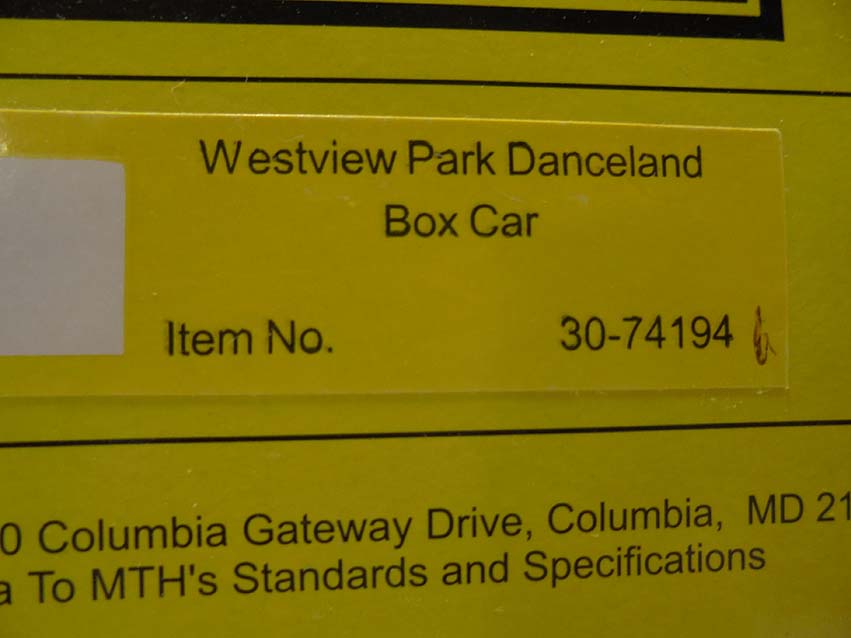 Westview Park Danceland
Box Car
Item No. 30-74194
0 Columbia Gateway Drive, Columbia, MD 21
a To MTH's Standards and Specifications